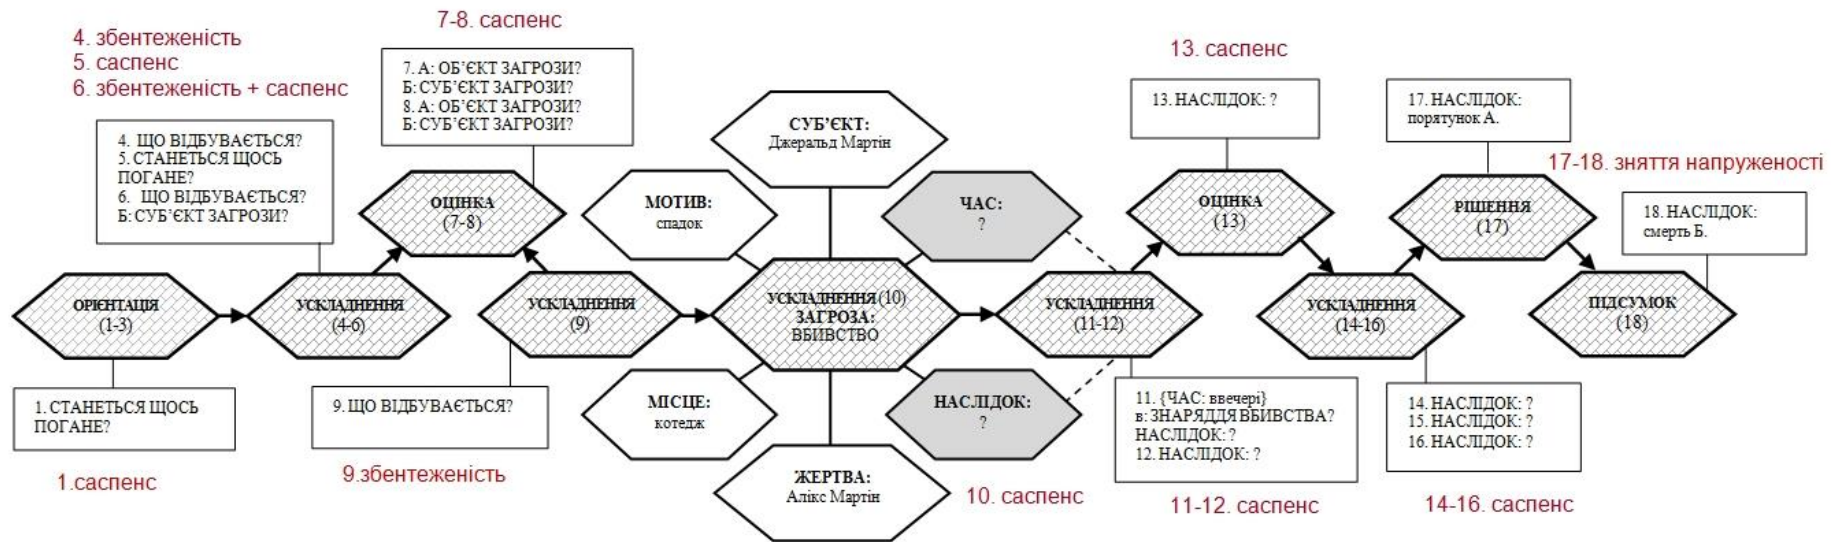 4. збентеженість
5. саспенс
6. збентеженість + саспенс
7-8. саспенс
13. саспенс
7. А: ОБ’ЄКТ ЗАГРОЗИ?
Б: СУБ’ЄКТ ЗАГРОЗИ?
8. А: ОБ’ЄКТ ЗАГРОЗИ?
Б: СУБ’ЄКТ ЗАГРОЗИ?
13. НАСЛІДОК: ?
17. НАСЛІДОК:
порятунок А.
4. ЩО ВІДБУВАЄТЬСЯ?
5. СТАНЕТЬСЯ ЩОСЬ
ПОГАНЕ?
6. ЩО ВІДБУВАЄТЬСЯ?
Б: СУБ’ЄКТ ЗАГРОЗИ?
СУБ’ЄКТ:
Джеральд Мартін
17-18. зняття напруженості
ОЦІНКА
(7-8)
МОТИВ:
спадок
ЧАС:
?
ОЦІНКА
(13)
РІШЕННЯ
(17)
18. НАСЛІДОК:
смерть Б.
ОРІЄНТАЦІЯ
(1-3)
УСКЛАДНЕННЯ
(4-6)
УСКЛАДНЕННЯ
(9)
УСКЛАДНЕННЯ (10)
ЗАГРОЗА:
ВБИВСТВО
УСКЛАДНЕННЯ
(11-12)
УСКЛАДНЕННЯ
(14-16)
ПІДСУМОК
(18)
1. СТАНЕТЬСЯ ЩОСЬ
ПОГАНЕ?
9. ЩО ВІДБУВАЄТЬСЯ?
МІСЦЕ:
котедж
НАСЛІДОК:
?
11. {ЧАС: ввечері}
в: ЗНАРЯДДЯ ВБИВСТВА?
НАСЛІДОК: ?
12. НАСЛІДОК: ?
14. НАСЛІДОК: ?
15. НАСЛІДОК: ?
16. НАСЛІДОК: ?
1.саспенс
9.збентеженість
ЖЕРТВА:
Алікс Мартін
10. саспенс
11-12. саспенс
14-16. саспенс